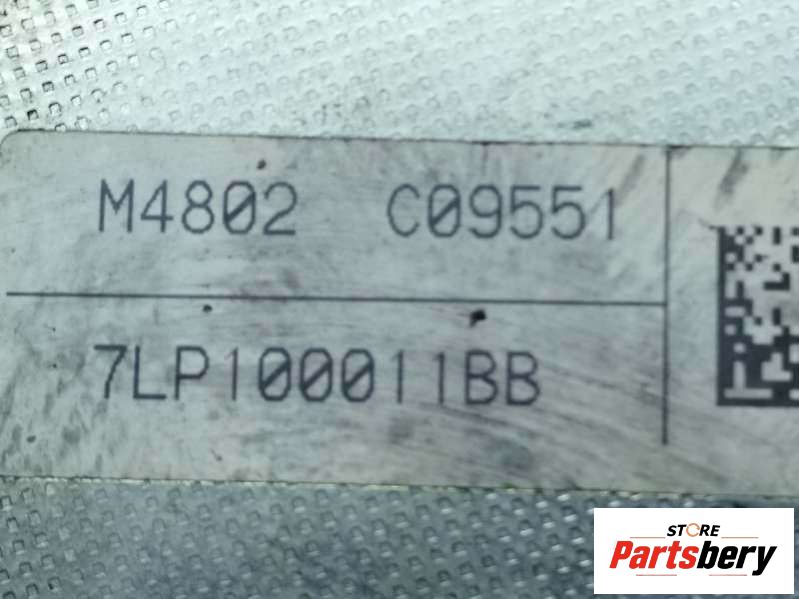 M4802 C09551
7LP100011BB
STORE
Partsbery